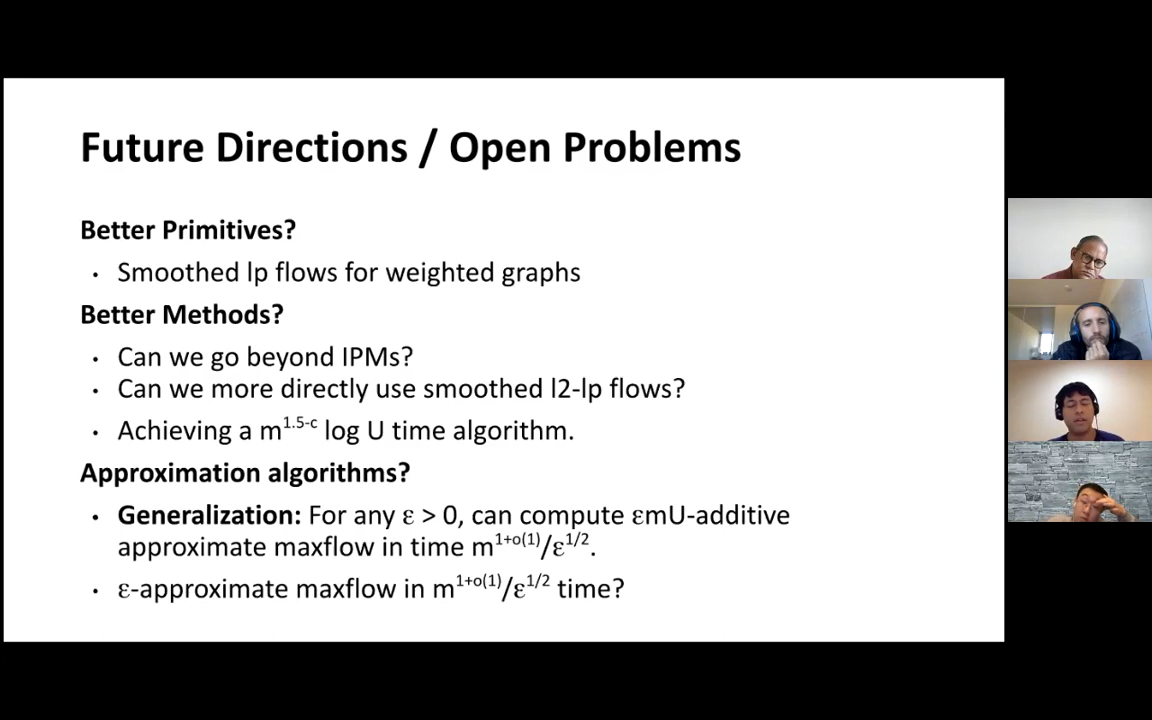 Future Directions / Open Problems
Better Primitives?
• Smoothed lp flows for weighted graphs
Better Methods?
• Can we go beyond IPMs?
• Can we more directly use smoothed l2-lp flows?
• Achieving a m^1.5-c log U time algorithm.
Approximation algorithms?
• Generalization: For any ε > 0, can compute εmU-additive
approximate maxflow in time m^1+o(1)/ε^1/2.
• ε-approximate maxflow in m^1+o(1)/ε^1/2 time?